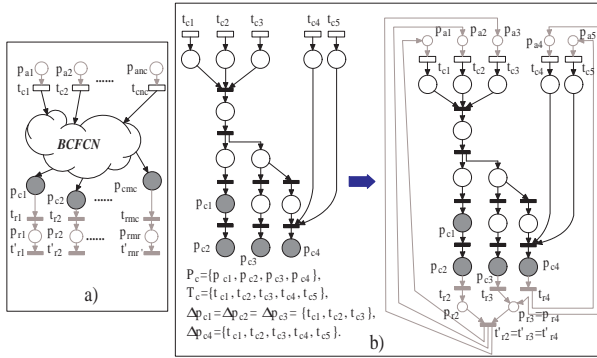 p a1 p a2 ...... p anc
t c1 t c2 t cnc
BCFCN
p c1 p c2 ...... p cmc
t r1 t r2 t rmc
p r1 p r2 ...... p rmr
t' r1 t' r2 t' mr'
a)
t c1 t c2 t c3 t c4 t c5
p c1
p c2 p c3 p c4
P c={p c1, p c2, p c3, p c4},
T c={t c1, t c2, t c3, t c4, t c5},
Δp c1=Δp c2= Δp c3= {t c1, t c2, t c3},
Δp c4={t c1, t c2, t c3, t c4, t c5}.
b)
p a1 p a2 p a3 p a4 p a5
t c1 t c2 t c3 t c4 t c5
p c1
p c2 p c3 p c4
t r2 t r3 t r4
p r2 p r3=p r4
t' r2=t' r3=t' r4